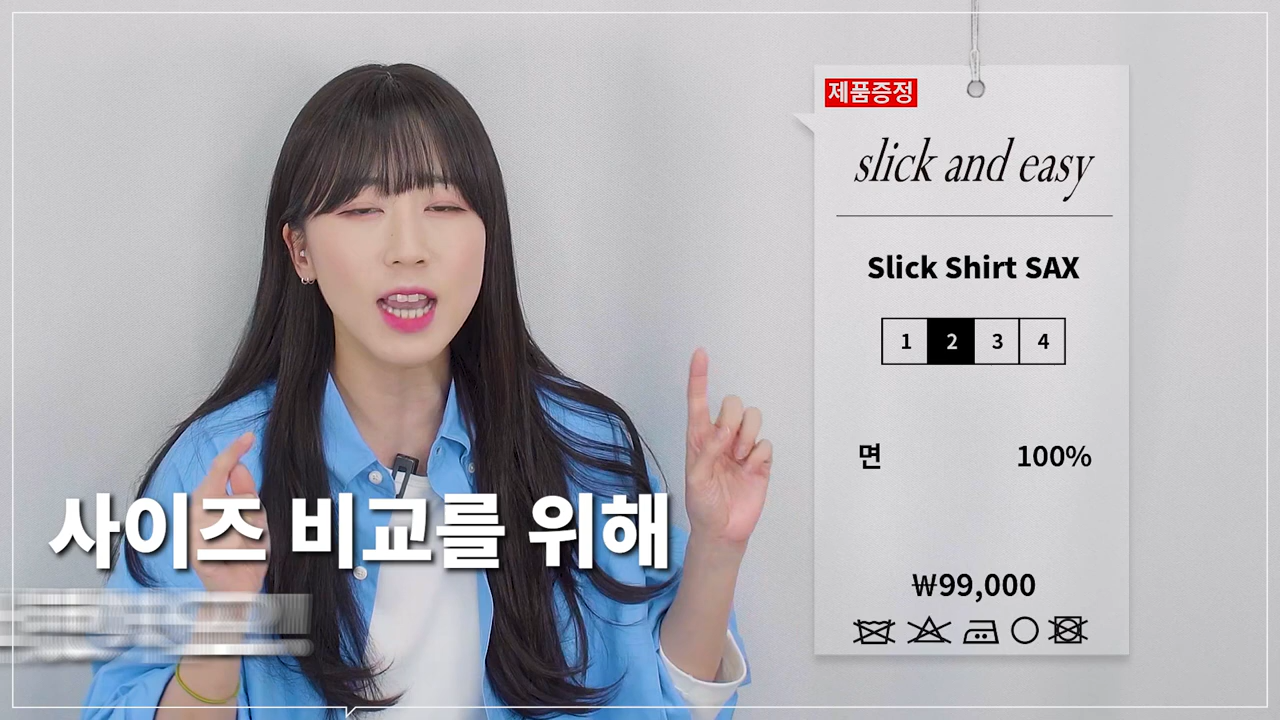 제품증정
slick and easy
Slick Shirt SAX
1 2 3 4
면 100%
₩99,000
사이즈 비교를 위해